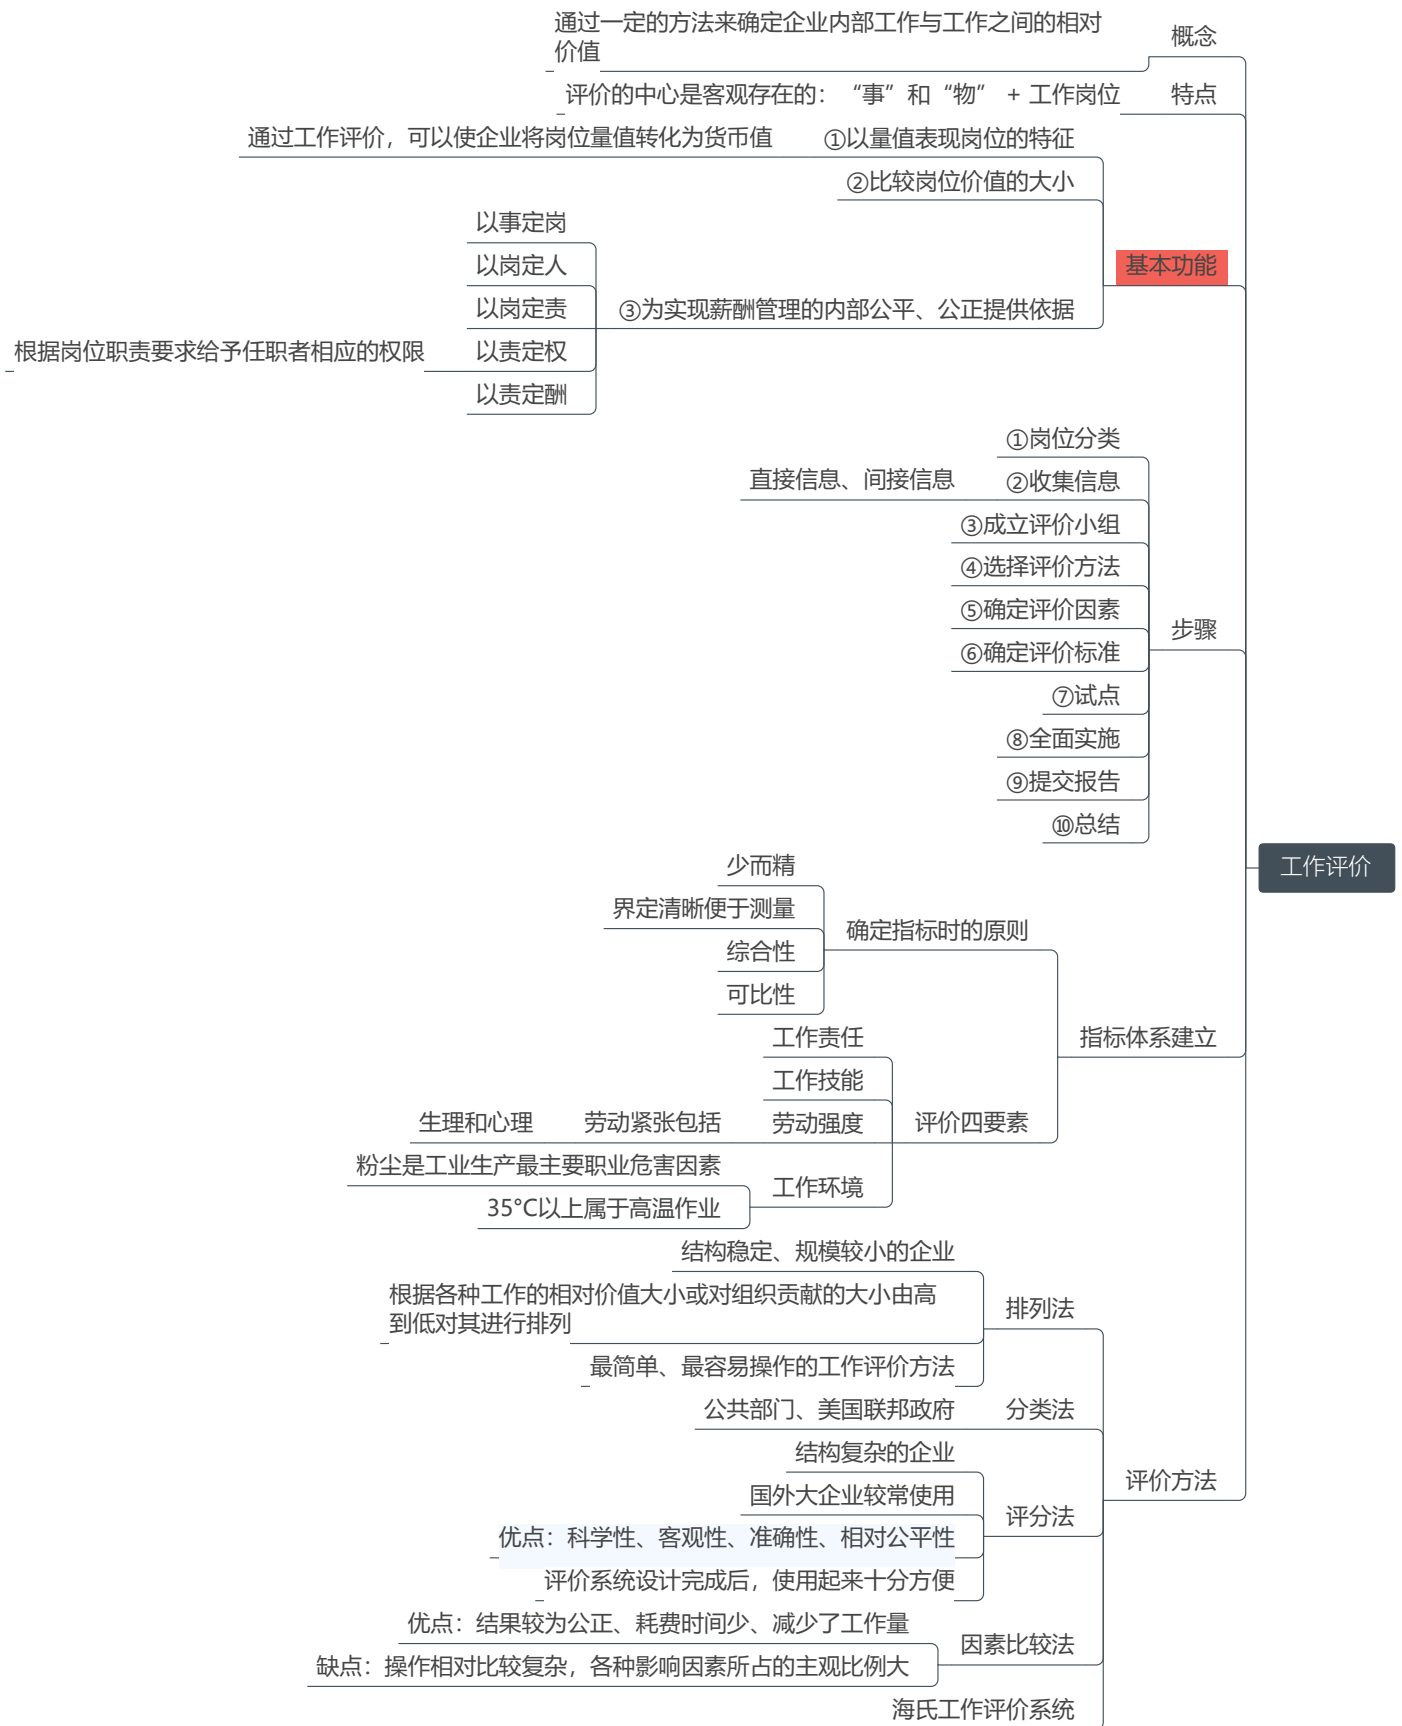 通过一定的方法来确定企业内部工作与工作之间的相对
价值
概念
评价的中心是客观存在的：“事”和“物” + 工作岗位
特点
通过工作评价，可以使企业将岗位量值转化为货币值
①以量值表现岗位的特征
②比较岗位价值的大小
以事定岗
以岗定人
基本功能
以岗定责
③为实现薪酬管理的内部公平、公正提供依据
根据岗位职责要求给予任职者相应的权限
以责定权
以责定酬
①岗位分类
直接信息、间接信息
②收集信息
③成立评价小组
④选择评价方法
⑤确定评价因素
步骤
⑥确定评价标准
⑦试点
⑧全面实施
⑨提交报告
⑩总结
工作评价
少而精
界定清晰便于测量
确定指标时的原则
综合性
可比性
工作责任
指标体系建立
工作技能
生理和心理
劳动紧张包括
劳动强度
评价四要素
粉尘是工业生产最主要职业危害因素
工作环境
35°C以上属于高温作业
结构稳定、规模较小的企业
根据各种工作的相对价值大小或对组织贡献的大小由高
到低对其进行排列
排列法
最简单、最容易操作的工作评价方法
公共部门、美国联邦政府
分类法
结构复杂的企业
评价方法
国外大企业较常使用
评分法
优点：科学性、客观性、准确性、相对公平性
评价系统设计完成后，使用起来十分方便
优点：结果较为公正、耗费时间少、减少了工作量
因素比较法
缺点：操作相对比较复杂，各种影响因素所占的主观比例大
海氏工作评价系统